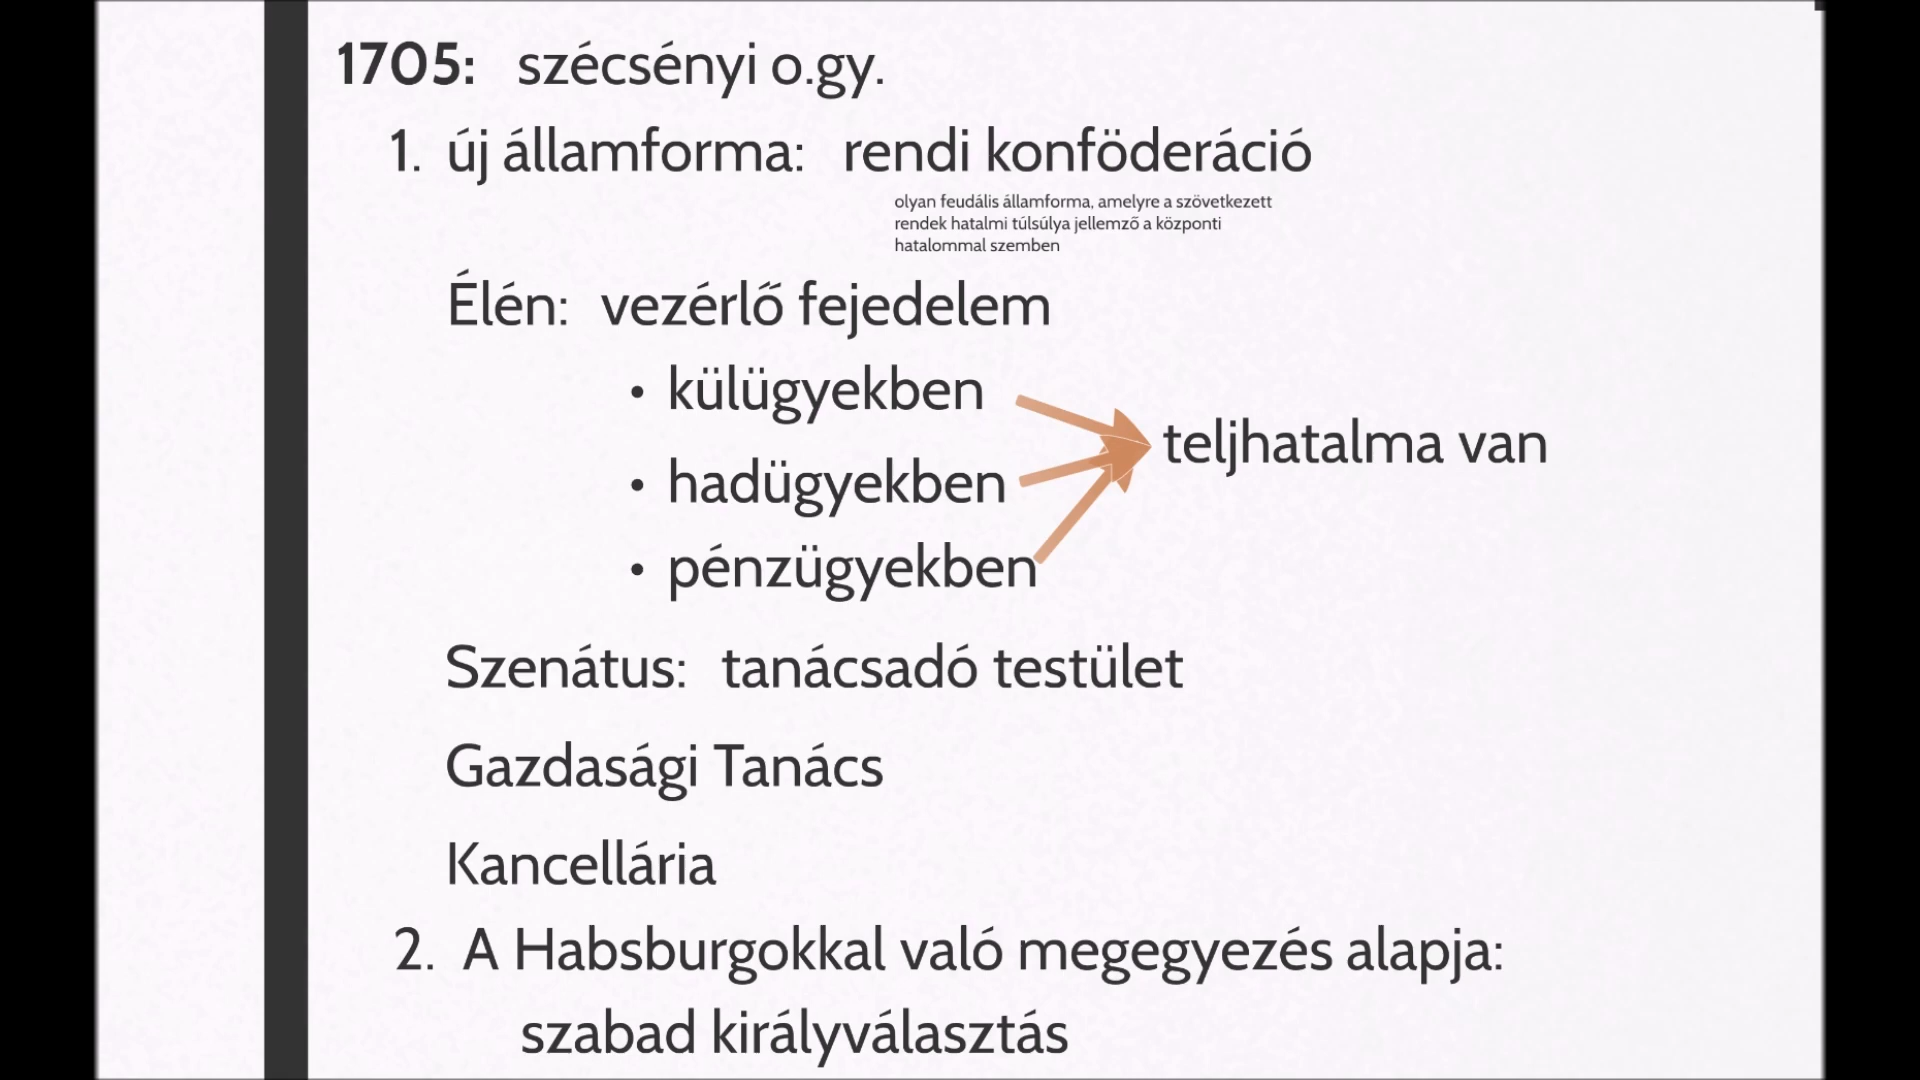 1705: szécsényi o.gy.
1. új államforma: rendi konföderáció
olyan feudális államforma, amelyre a szövetkezett
rendek hatalmi túlsúlya jellemző a központi
hatalommal szemben
Élén: vezérlő fejedelem
• külügyekben
teljhatalma van
• hadügyekben
• pénzügyekben
Szenátus: tanácsadó testület
Gazdasági Tanács
Kancellária
2. A Habsburgokkal való megegyezés alapja:
szabad királyválasztás